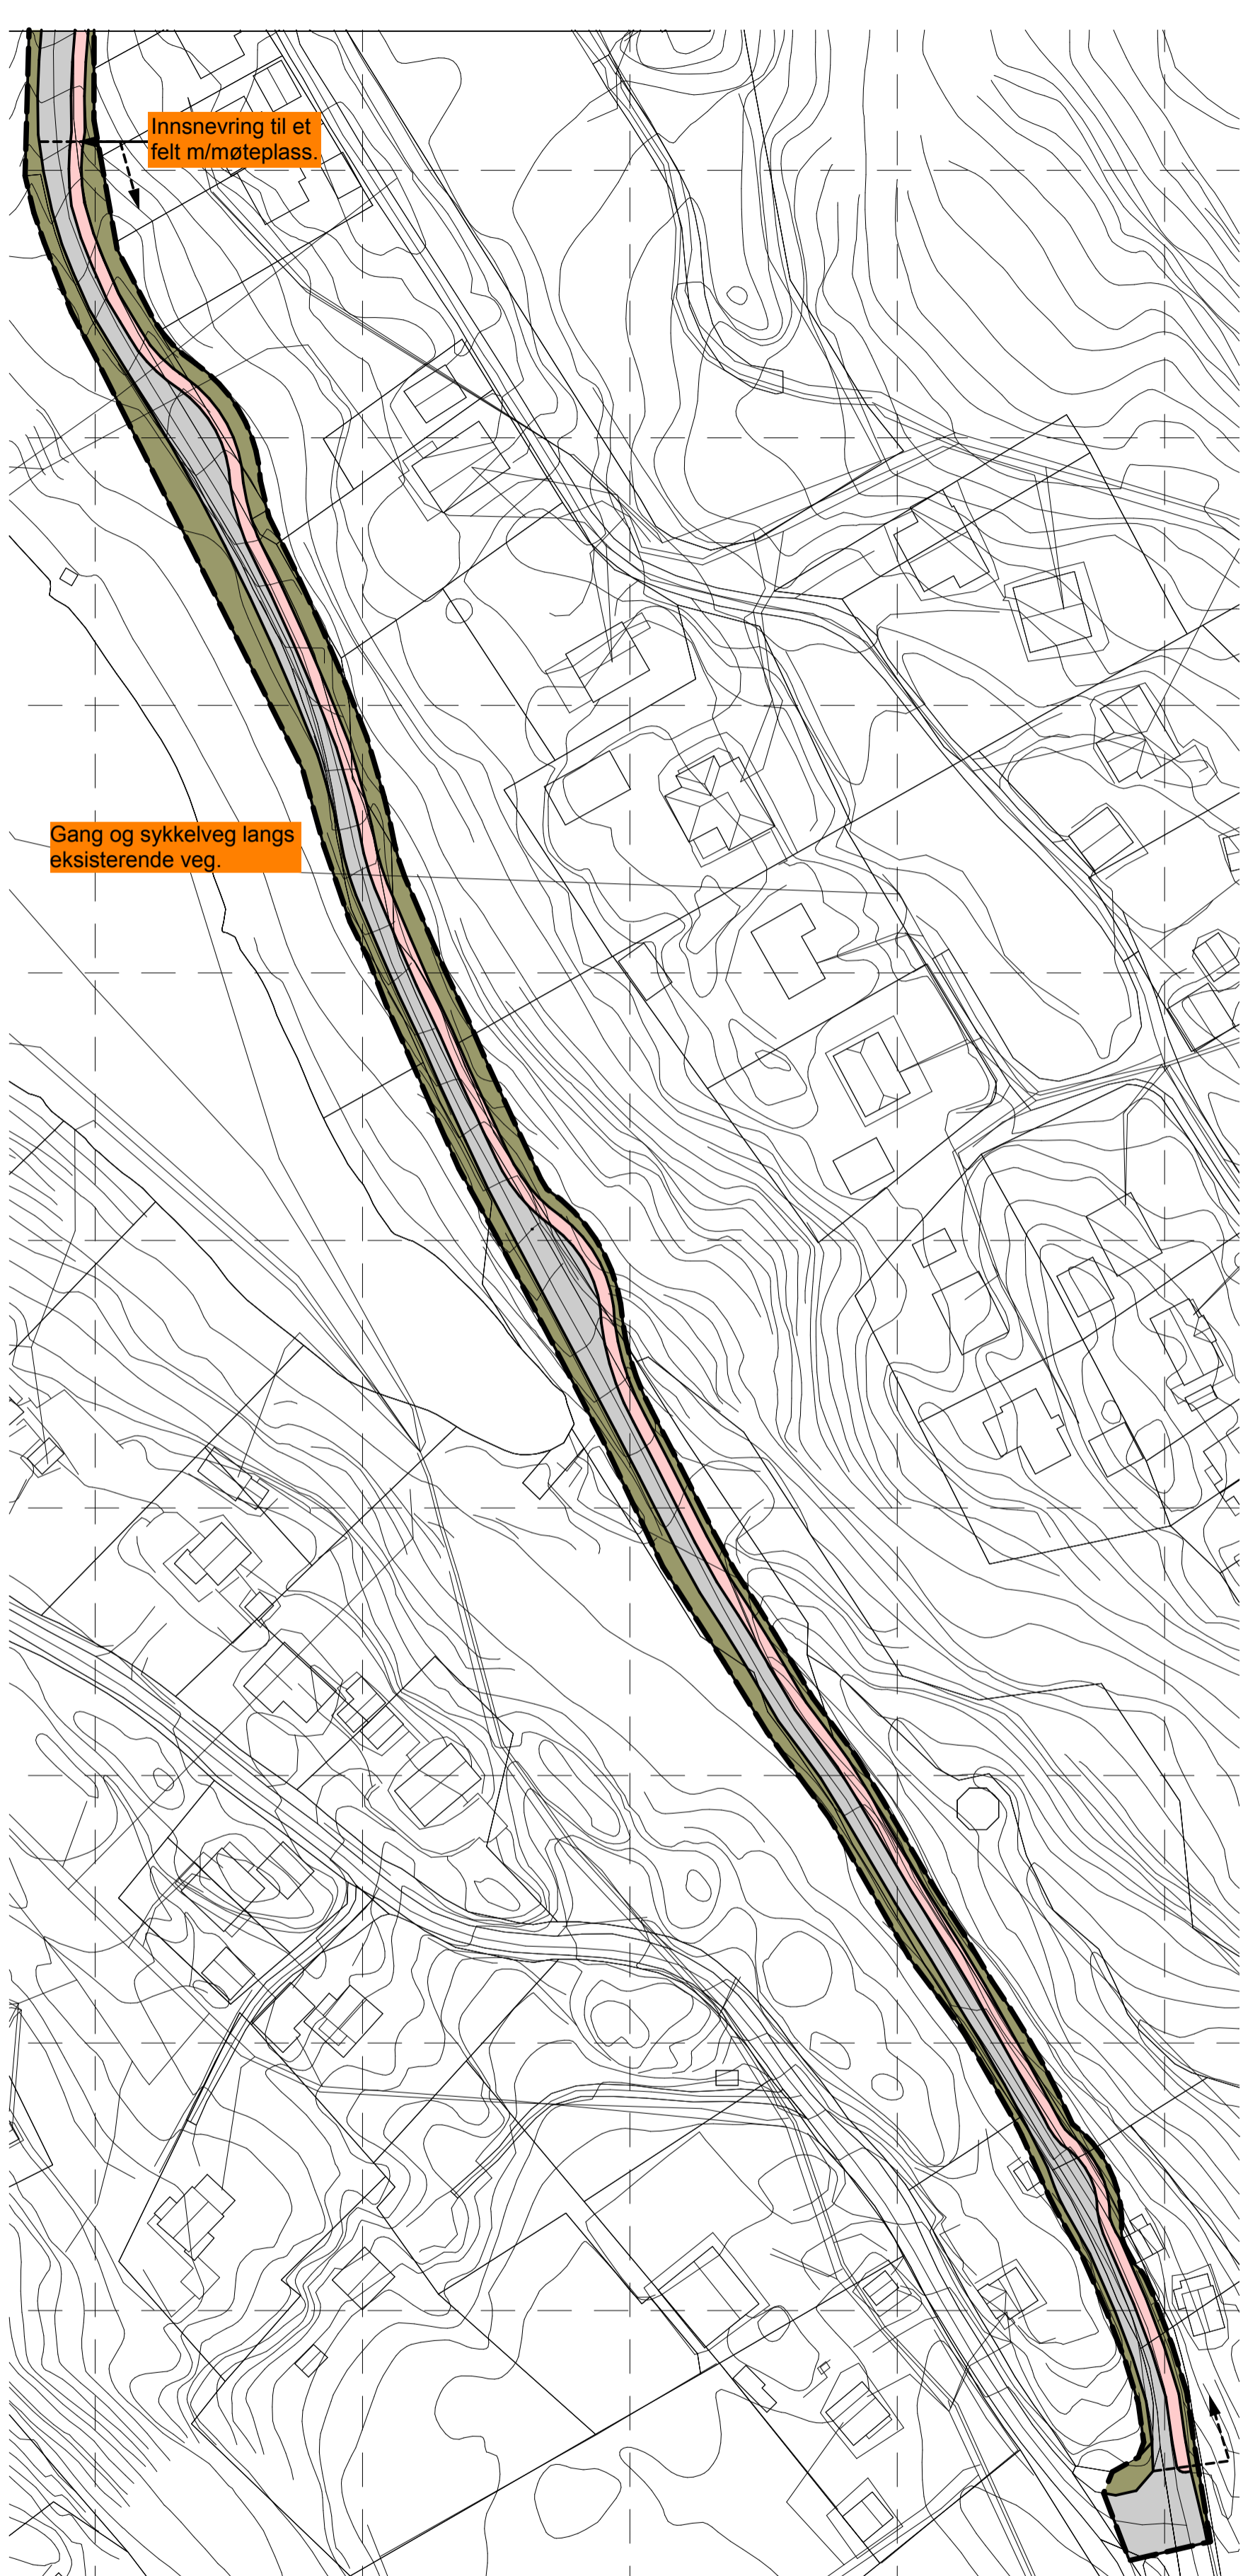 Innsnevring til et
felt m/møteplass.
Gang og sykkelveg langs
eksisterende veg.